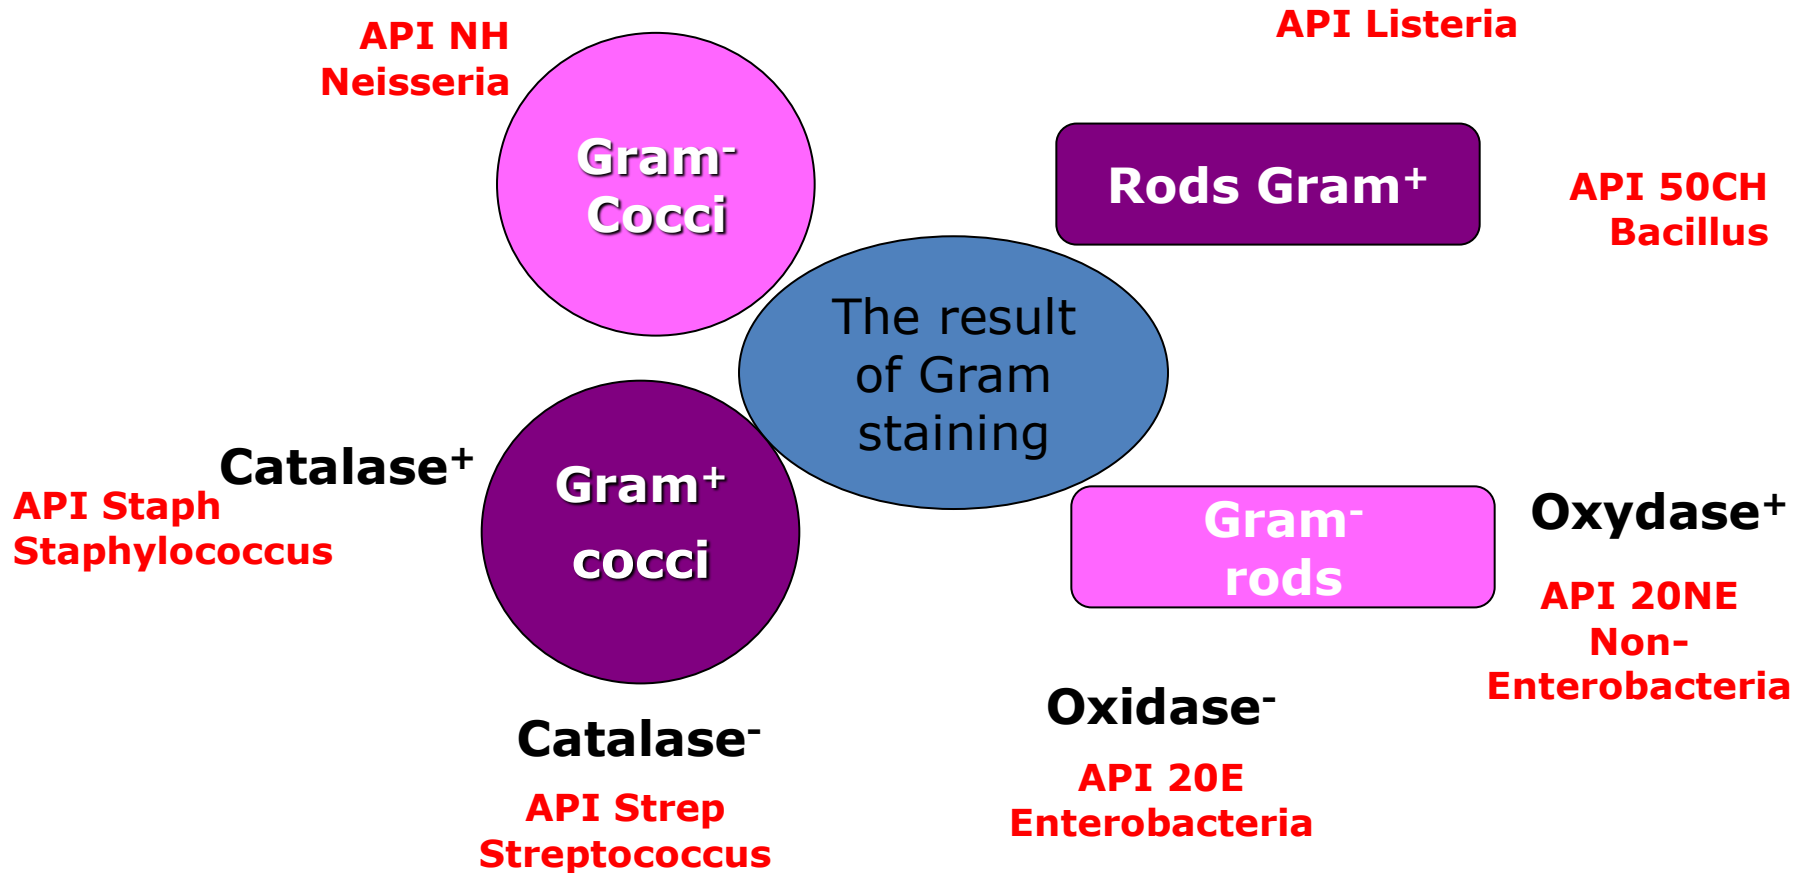 API NH
Neisseria
API Listeria
Gram⁻
Cocci
Rods Gram⁺
API 50CH
Bacillus
The result
of Gram
staining
Catalase⁺
API Staph
Staphylococcus
Gram⁺
cocci
Gram⁻
rods
Oxydase⁺
API 20NE
Non-
Enterobacteria
Catalase⁻
API Strep
Streptococcus
Oxidase⁻
API 20E
Enterobacteria